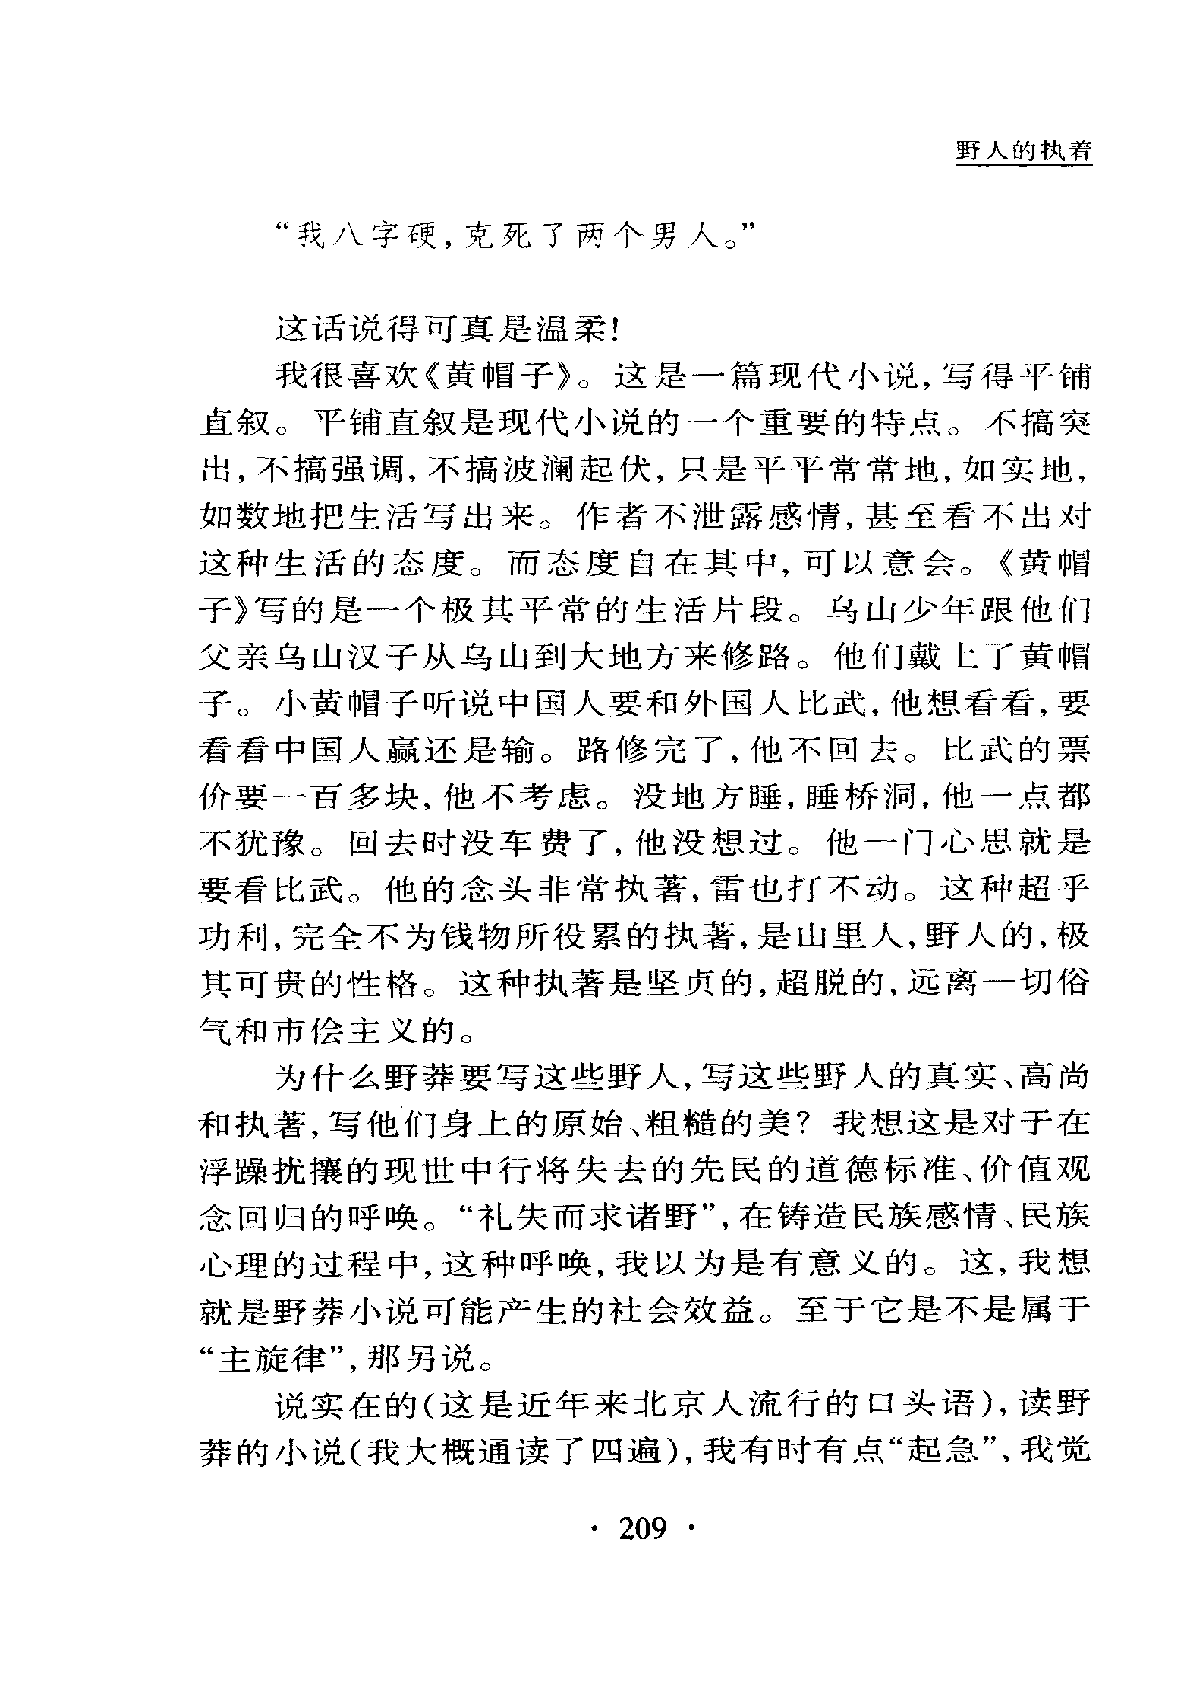 野人的执着
“我八字硬,克死了两个男人。”
这话说得可真是温柔!
我很喜欢《黄帽子》。这是一篇现代小说,写得平铺
直叙。平铺直叙是现代小说的一个重要的特点。不搞突
出,不搞强调,不搞波澜起伏,只是平平常常地,如实地,
如数地把生活写出来。作者不泄露感情,甚至看不出对
这种生活的态度。而态度自在其中,可以意会。《黄帽
子》写的是一个极其平常的生活片段。乌山少年跟他们
父亲乌山汉子从乌山到大地方来修路。他们戴上了黄帽
子。小黄帽子听说中国人要和外国人比武,他想看看,要
看看中国人赢还是输。路修完了,他不回去。比武的票
价要一百多块,他不考虑。没地方睡,睡桥洞,他一点都
不犹豫。回去时没车费了,他没想过。他一门心思就是
要看比武。他的念头非常执著,雷也打不动。这种超乎
功利,完全不为钱物所役累的执著,是山里人,野人的,极
其可贵的性格。这种执著是坚贞的,超脱的,远离一切俗
气和市侩主义的。
为什么野莽要写这些野人,写这些野人的真实、高尚
和执著,写他们身上的原始、粗糙的美? 我想这是对于在
浮躁扰攘的现世中行将失去的先民的道德标准、价值观
念回归的呼唤。“礼失而求诸野”,在铸造民族感情、民族
心理的过程中,这种呼唤,我以为是有意义的。这,我想
就是野莽小说可能产生的社会效益。至于它是不是属于
“主旋律”,那另说。
说实在的(这是近年来北京人流行的口头语),读野
莽的小说(我大概通读了四遍),我有时有点“起急”、我觉
· 209 ·